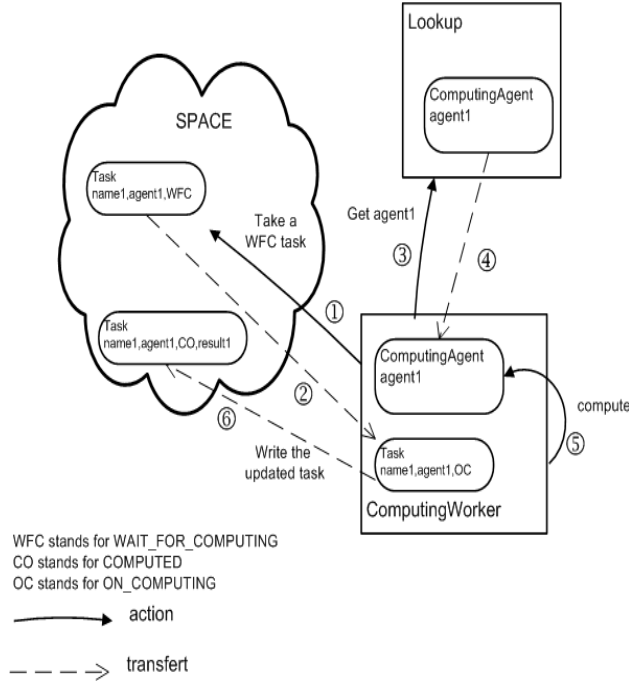 Lookup
ComputingAgent
agent1
SPACE
Task
name1,agent1,WFC
Take a
WFC task
Get agent1
③
④
①
Task
name1,agent1,CO,result1
ComputingAgent
agent1
②
compute
⑥
⑤
Write the
updated task
Task
name1,agent1,OC
ComputingWorker
WFC stands for WAIT_FOR_COMPUTING
CO stands for COMPUTED
OC stands for ON_COMPUTING
action
transfert